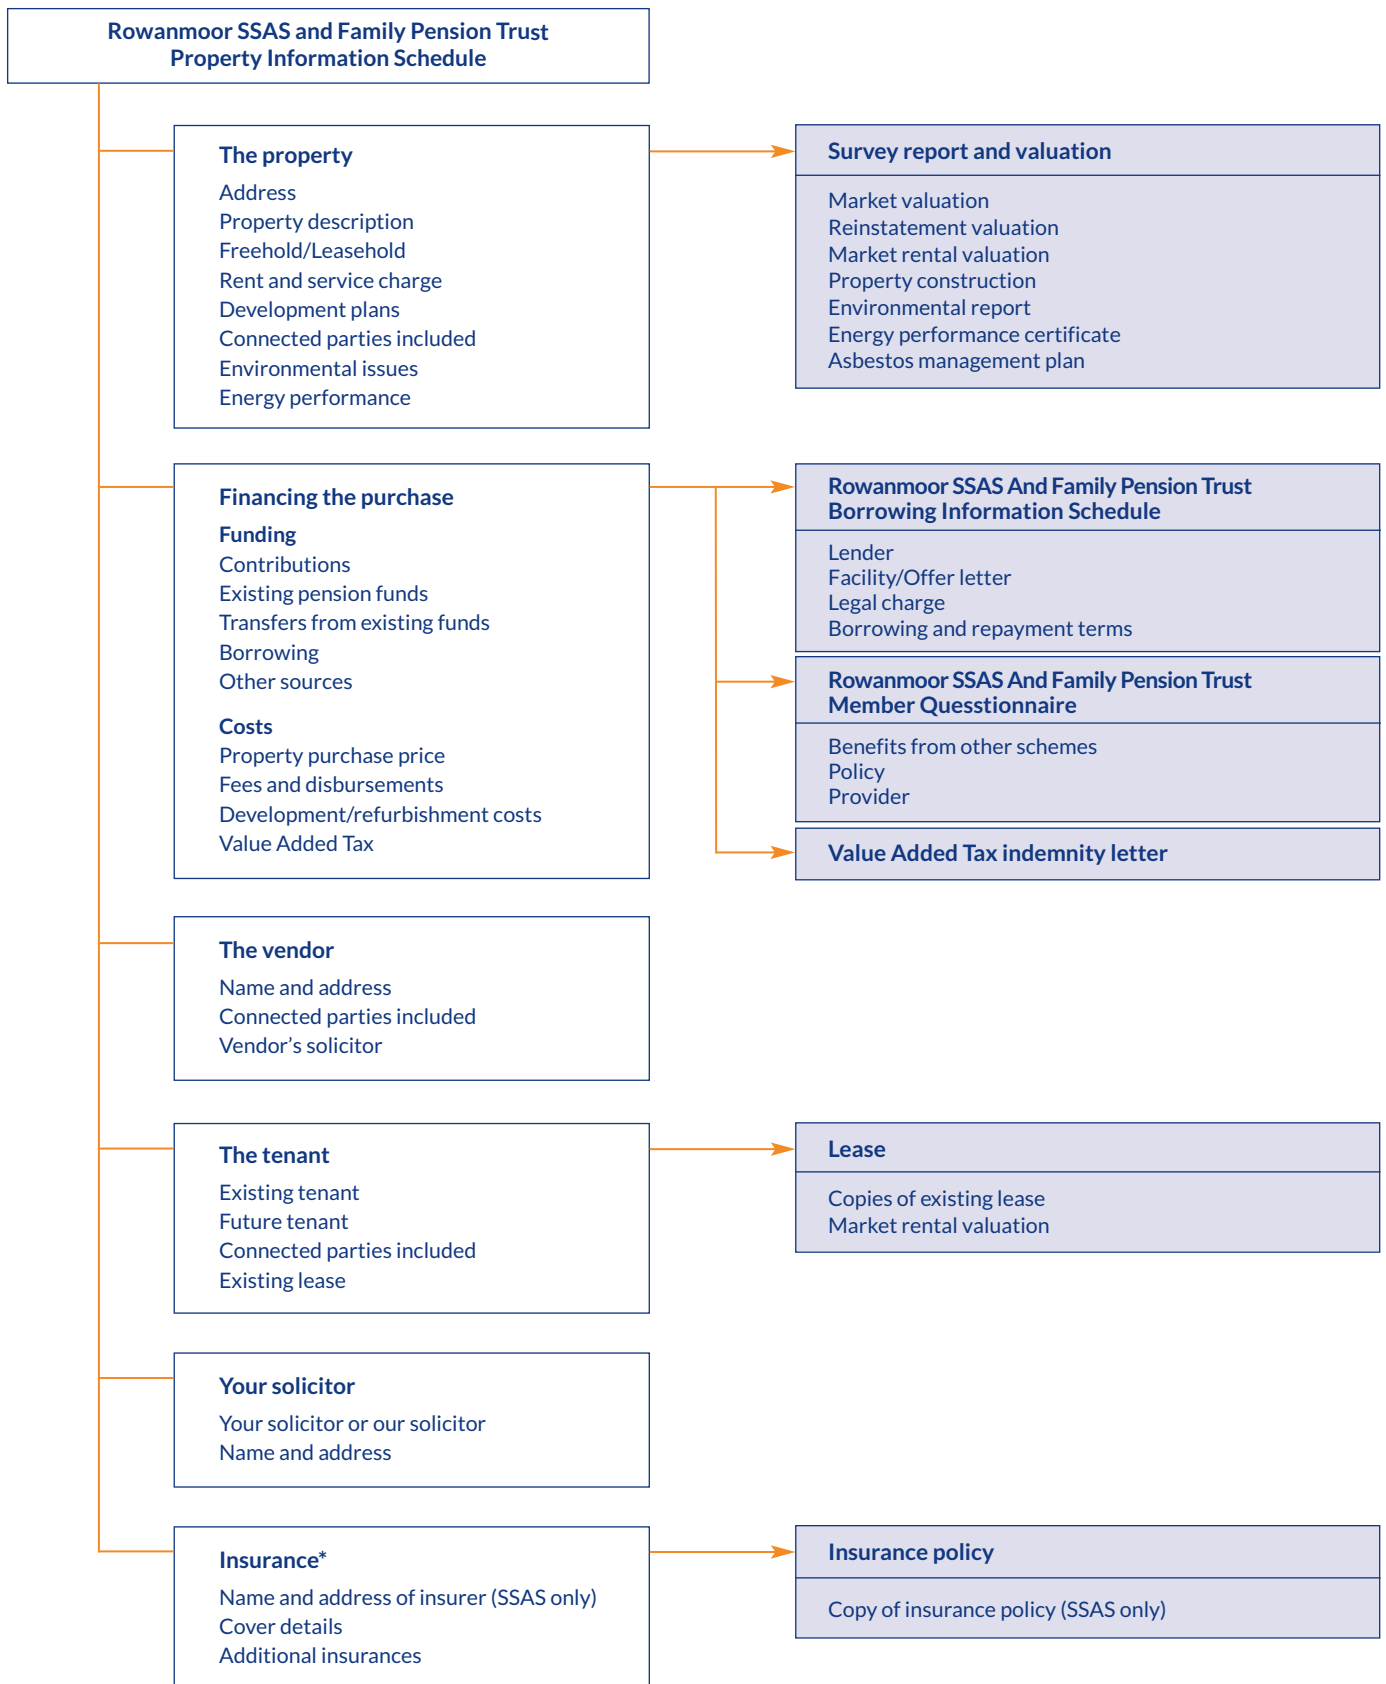 Rowanmoor SSAS and Family Pension Trust
Property Information Schedule
The property
Address
Property description
Freehold/Leasehold
Rent and service charge
Development plans
Connected parties included
Environmental issues
Energy performance
Survey report and valuation
Market valuation
Reinstatement valuation
Market rental valuation
Property construction
Environmental report
Energy performance certificate
Asbestos management plan
Financing the purchase
Funding
Contributions
Existing pension funds
Transfers from existing funds
Borrowing
Other sources
Costs
Property purchase price
Fees and disbursements
Development/refurbishment costs
Value Added Tax
Rowanmoor SSAS And Family Pension Trust
Borrowing Information Schedule
Lender
Facility/Offer letter
Legal charge
Borrowing and repayment terms
Rowanmoor SSAS And Family Pension Trust
Member Quesstionnaire
Benefits from other schemes
Policy
Provider
Value Added Tax indemnity letter
The vendor
Name and address
Connected parties included
Vendor's solicitor
The tenant
Existing tenant
Future tenant
Connected parties included
Existing lease
Lease
Copies of existing lease
Market rental valuation
Your solicitor
Your solicitor or our solicitor
Name and address
Insurance*
Name and address of insurer (SSAS only)
Cover details
Additional insurances
Insurance policy
Copy of insurance policy (SSAS only)